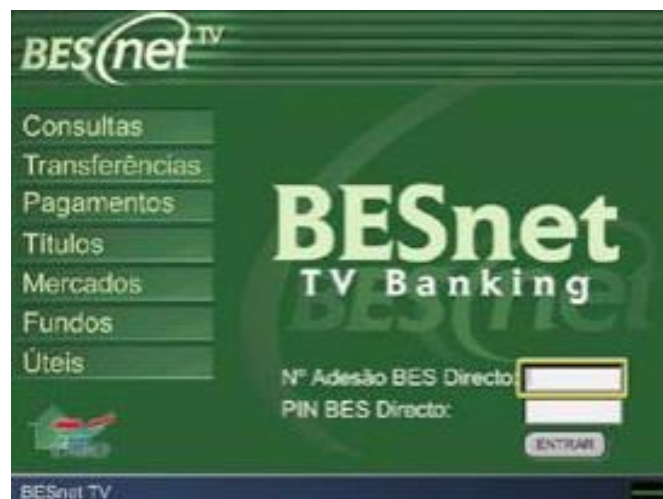 BESnet TV
Consultas
Transferências
Pagamentos
Títulos
Mercados
Fundos
Úteis
BESnet
TV Banking
BESnet
Nº Adesão BES Directo:
PIN BES Directo:
ENTRAR
BESnet TV